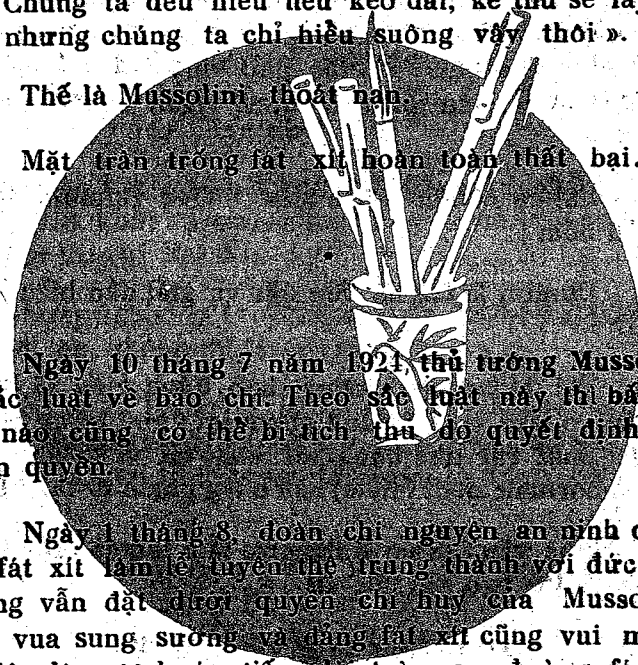 Chúng ta đều hiểu nếu kéo dài, kẻ thù sẽ
nhưng chúng ta chỉ hiểu suông vậy thôi ».
Thế là Mussolini thoát nạn.
Mặt trận trống fát xít hoàn toàn thất bại.
Ngày 10 tháng 7 năm 1924, thủ tướng Musso
ắc luật về báo chí. Theo sắc luật này thì bấ
nào cũng có thể bị tịch thu do quyết định
n quyền.
Ngày 1 tháng 8, đoàn chí nguyện an ninh
fát xít làm lễ tuyên thệ trung thành với đức
ng vẫn đặt dưới quyền chỉ huy của Musso
vua sung sướng và đảng fát xít cũng vui m